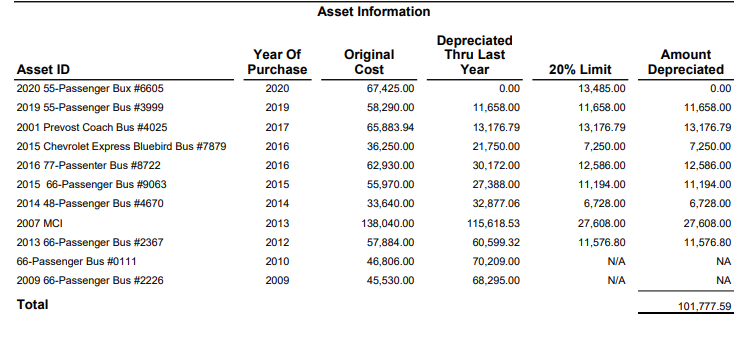 Asset Information
Asset ID Year Of Purchase Original Cost Depreciated Thru Last Year 20% Limit Amount Depreciated
2020 55-Passenger Bux #6605 2020 67,425.00 0.00 13,485.00 0.00
2019 55-Passenger Bus #3999 2019 58,290.00 11,658.00 11,658.00 11,658.00
2001 Prevost Coach Bus #4025 2017 65,883.94 13,176.79 13,176.79 13,176.79
2015 Chevrolet Express Bluebird Bus #7879 2016 36,250.00 21,750.00 7,250.00 7,250.00
2016 77-Passenter Bus #8722 2016 62,930.00 30,172.00 12,586.00 12,586.00
2015 66-Passenger Bus #9063 2015 55,970.00 27,388.00 11,194.00 11,194.00
2014 48-Passenger Bus #4670 2014 33,640.00 32,877.06 6,728.00 6,728.00
2007 MCI 2013 138,040.00 115,618.53 27,608.00 27,608.00
2013 66-Passenger Bus #2367 2012 57,884.00 60,599.32 11,576.80 11,576.80
66-Passenger Bus #0111 2010 46,806.00 70,209.00 N/A NA
2009 66-Passenger Bus #2226 2009 45,530.00 68,295.00 N/A NA
Total 101,777.59